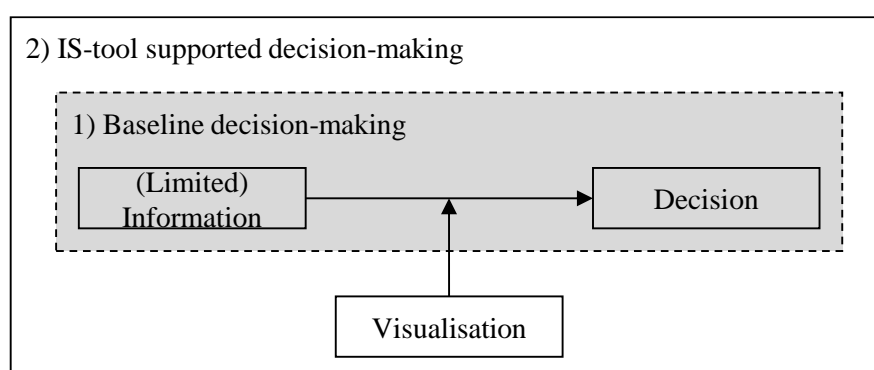 2) IS-tool supported decision-making
1) Baseline decision-making
(Limited)
Information
Decision
Visualisation